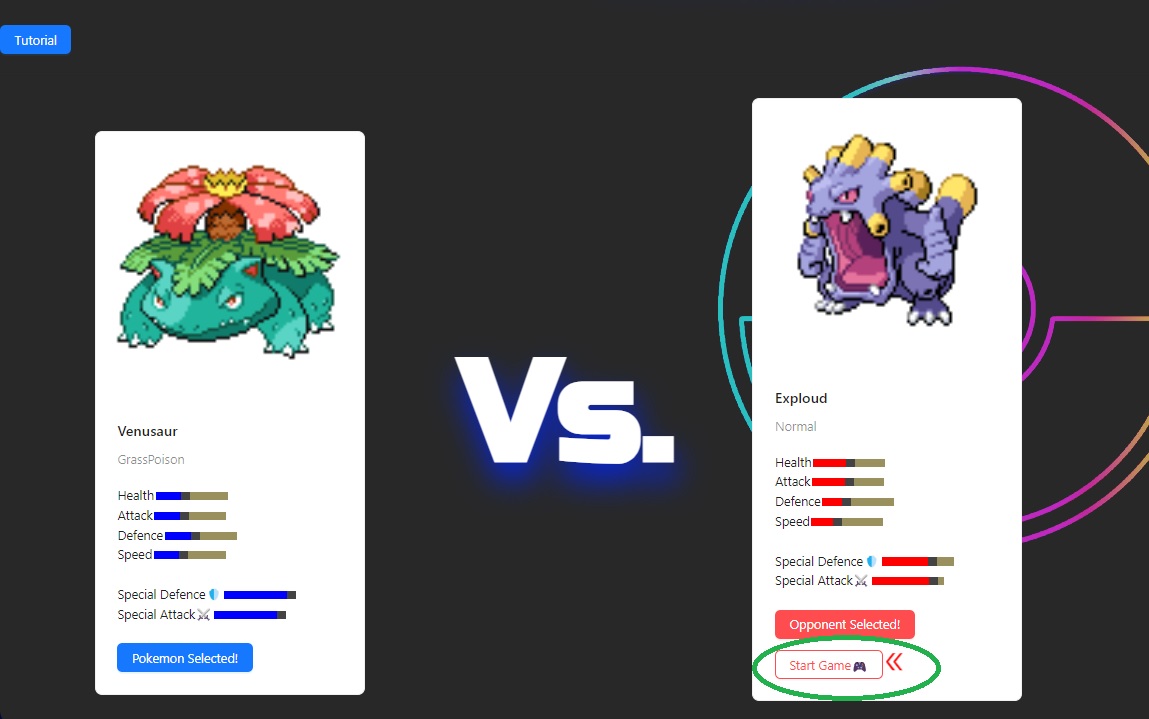 Tutorial
Venusaur
GrassPoison
Health
Attack
Defence
Speed
Special Defence
Special Attack
Pokemon Selected!
Vs.
Exploud
Normal
Health
Attack
Defence
Speed
Special Defence
Special Attack
Opponent Selected!
Start Game